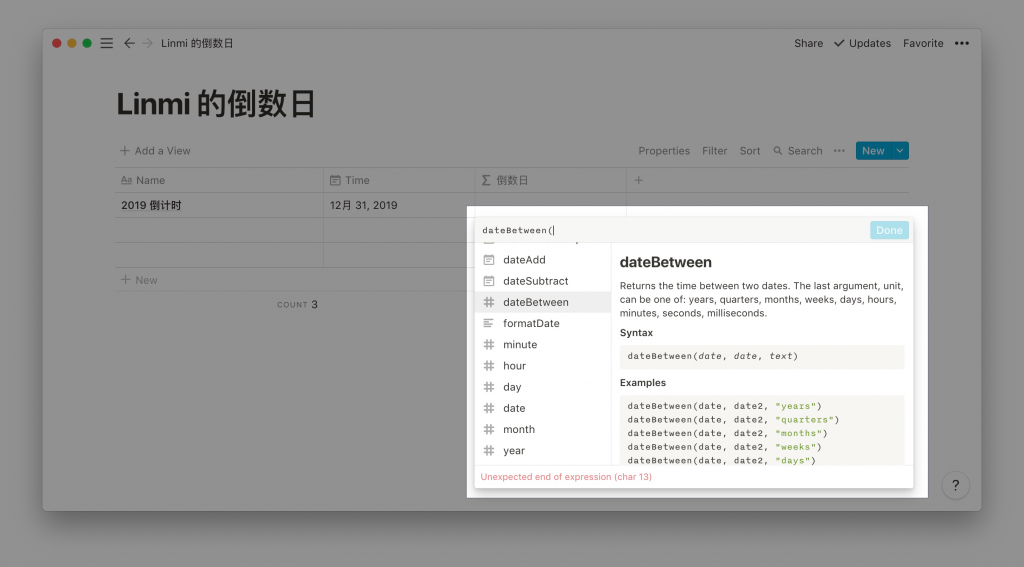 Linmi 的倒数日
Share
Updates
Favorite
Linmi 的倒数日
Add a View
Properties
Filter
Sort
Search
New
Aa Name
Time
Σ 倒数日
2019 倒计时
12月 31, 2019
New
COUNT 3
dateBetween(
Done
dateAdd
dateSubtract
dateBetween
formatDate
minute
hour
day
date
month
year
dateBetween
Returns the time between two dates. The last argument, unit,
can be one of: years, quarters, months, weeks, days, hours,
minutes, seconds, milliseconds.
Syntax
dateBetween(date, date, text)
Examples
dateBetween(date, date2, "years")
dateBetween(date, date2, "quarters")
dateBetween(date, date2, "months")
dateBetween(date, date2, "weeks")
dateBetween(date, date2, "days")
Unexpected end of expression (char 13)
?